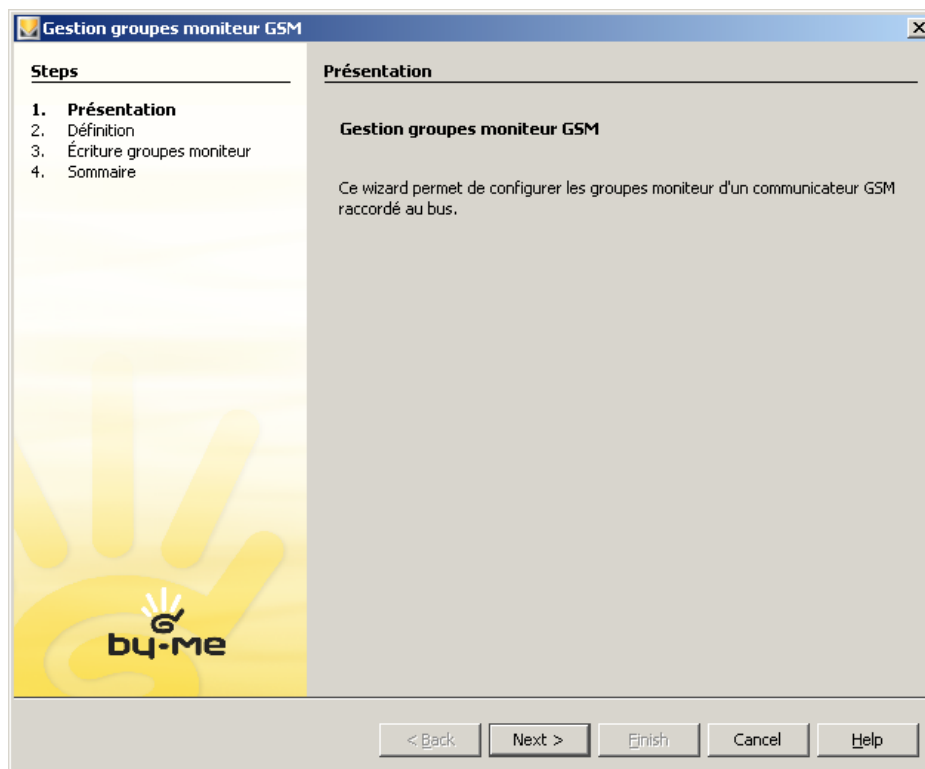 Gestion groupes moniteur GSM
Steps
1. Présentation
2. Définition
3. Écriture groupes moniteur
4. Sommaire
by-me
Présentation
Gestion groupes moniteur GSM
Ce wizard permet de configurer les groupes moniteur d'un communicateur GSM
raccordé au bus.
< Back
Next >
Finish
Cancel
Help